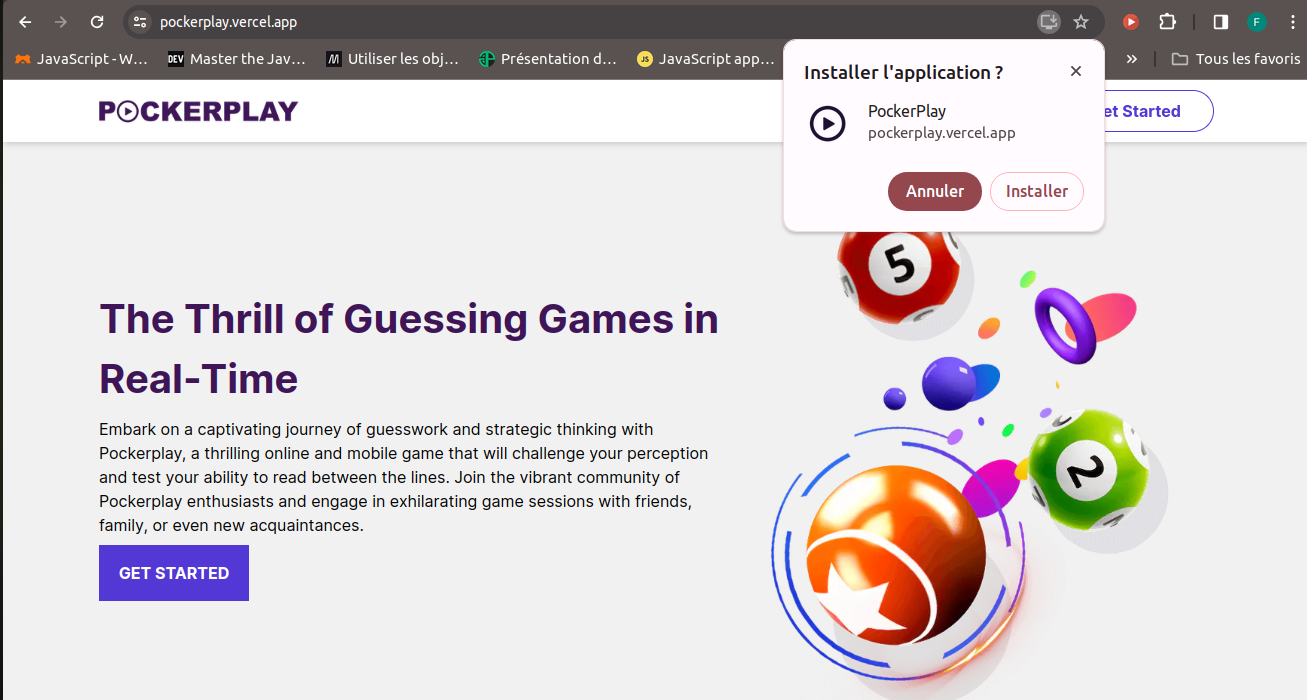 pockerplay.vercel.app
F
JavaScript - W…
DEV Master the Jav…
M Utiliser les obj…
Présentation d…
JS JavaScript app…
»
Tous les favoris
Installer l'application ?
PockerPlay
pockerplay.vercel.app
Annuler
Installer
POCKERPLAY
et Started
The Thrill of Guessing Games in
Real-Time
Embark on a captivating journey of guesswork and strategic thinking with
Pockerplay, a thrilling online and mobile game that will challenge your perception
and test your ability to read between the lines. Join the vibrant community of
Pockerplay enthusiasts and engage in exhilarating game sessions with friends,
family, or even new acquaintances.
GET STARTED
5
2